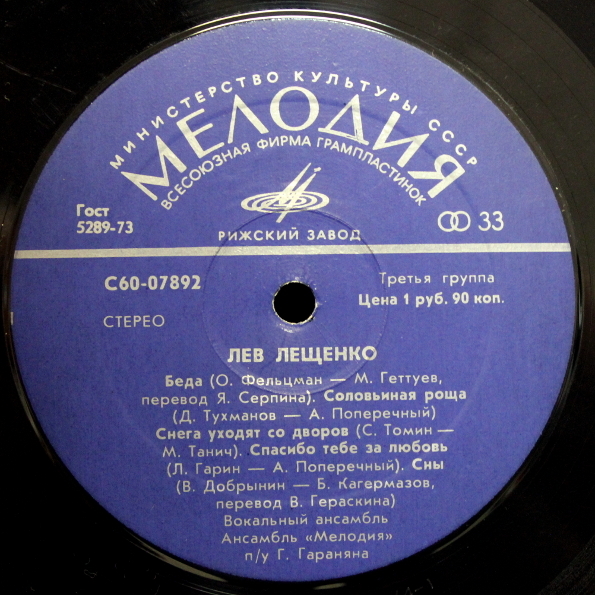 МИНИСТЕРСТВО КУЛЬТУРЫ СССР
МЕЛОДИЯ
ВСЕСОЮЗНАЯ ФИРМА ГРАМПЛАСТИНОК
Гост
5289-73
33
РИЖСКИЙ ЗАВОД
С60-07892
Третья группа
Цена 1 руб. 90 коп.
СТЕРЕО
ЛЕВ ЛЕЩЕНКО
Беда (О. Фельцман — М. Геттуев,
перевод Я. Серпина). Соловьиная роща
(Д. Тухманов — А. Поперечный)
Снега уходят со дворов (С. Томин —
М. Танич). Спасибо тебе за любовь
(Л. Гарин — А. Поперечный). Сны
(В. Добрынин — Б. Кагермазов,
перевод В. Гераскина)
Вокальный ансамбль
Ансамбль «Мелодия»
п/у Г. Гараняна